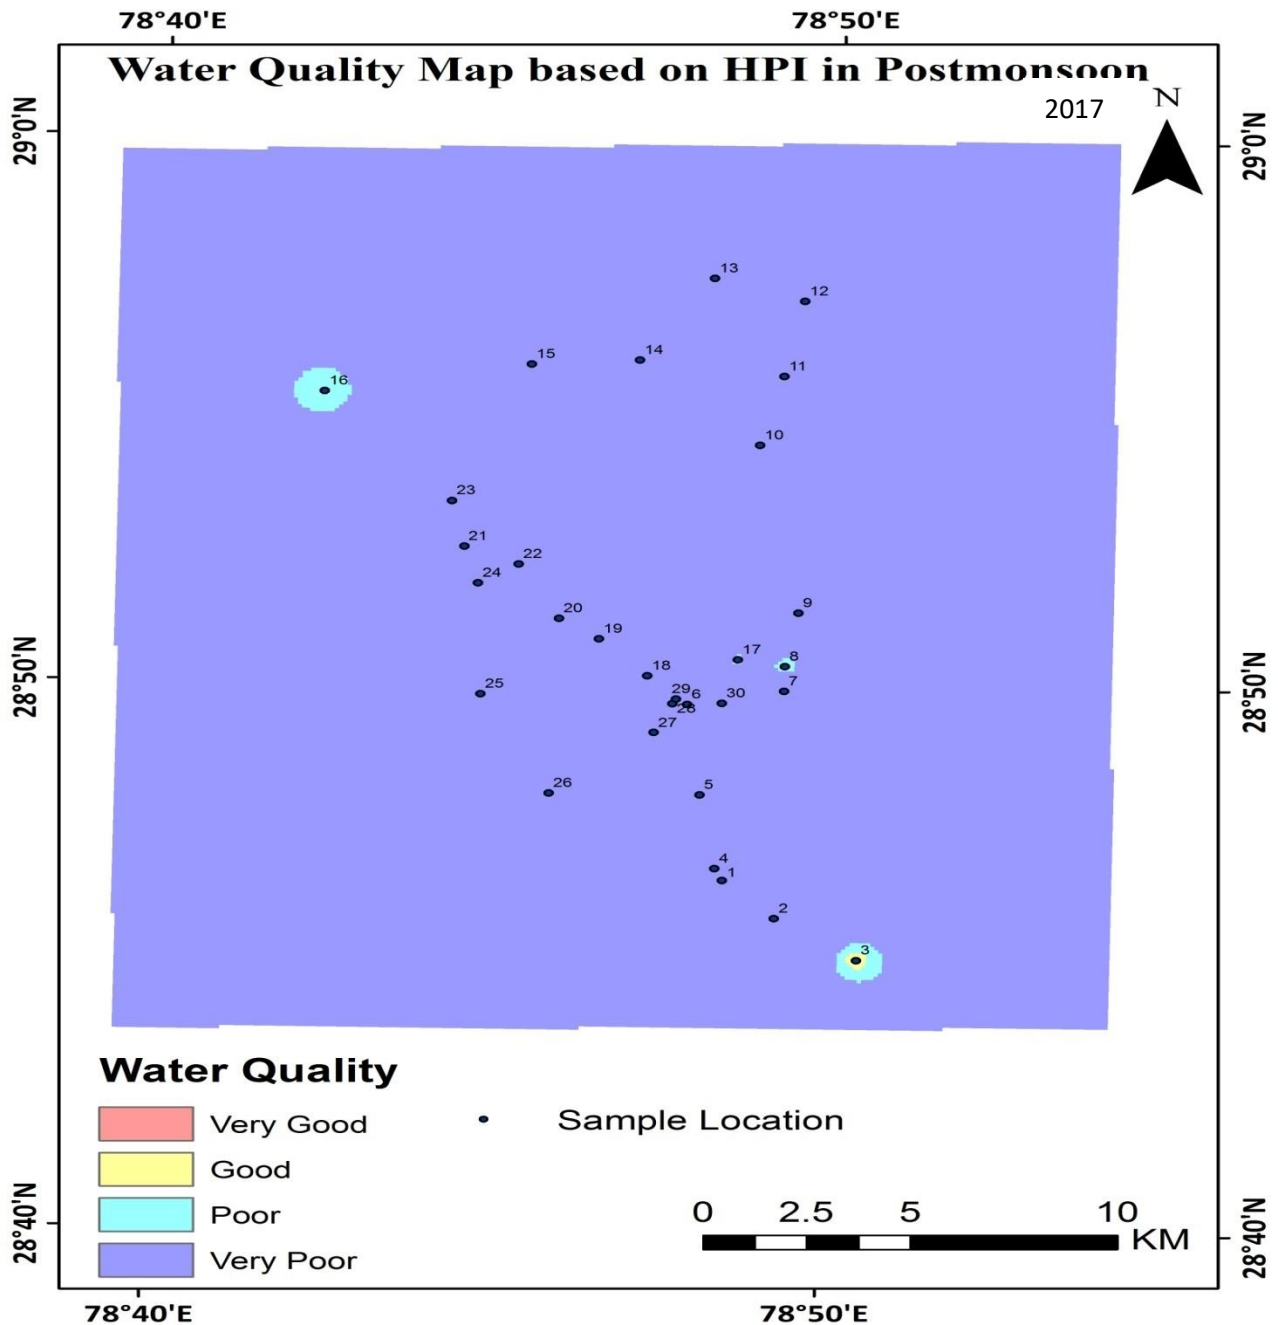 78°40'E 78°50'E
Water Quality Map based on HPI in Postmonsoon
2017
N
29°0'N
29°0'N
13
12
15
14
11
16
10
23
21
22
24
20
9
19
17
8
18
25
29
6
30
7
28
27
26
5
4
1
2
3
28°50'N
28°50'N
Water Quality
Very Good
Good
Poor
Very Poor
Sample Location
0 2.5 5 10
KM
28°40'N
28°40'N
78°40'E 78°50'E